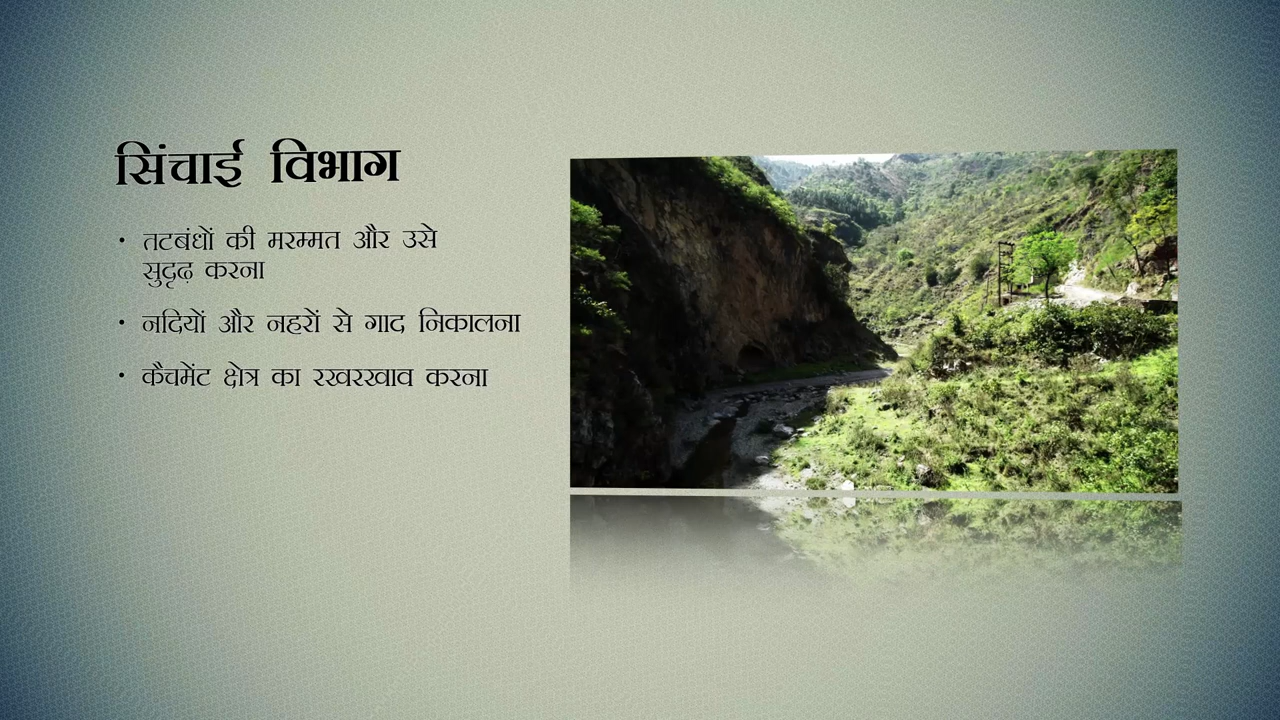 सिंचाई विभाग
• तटबंधों की मरम्मत और उसे
सुदृढ़ करना
• नदियों और नहरों से गाद निकालना
• कैचमेंट क्षेत्र का रखरखाव करना